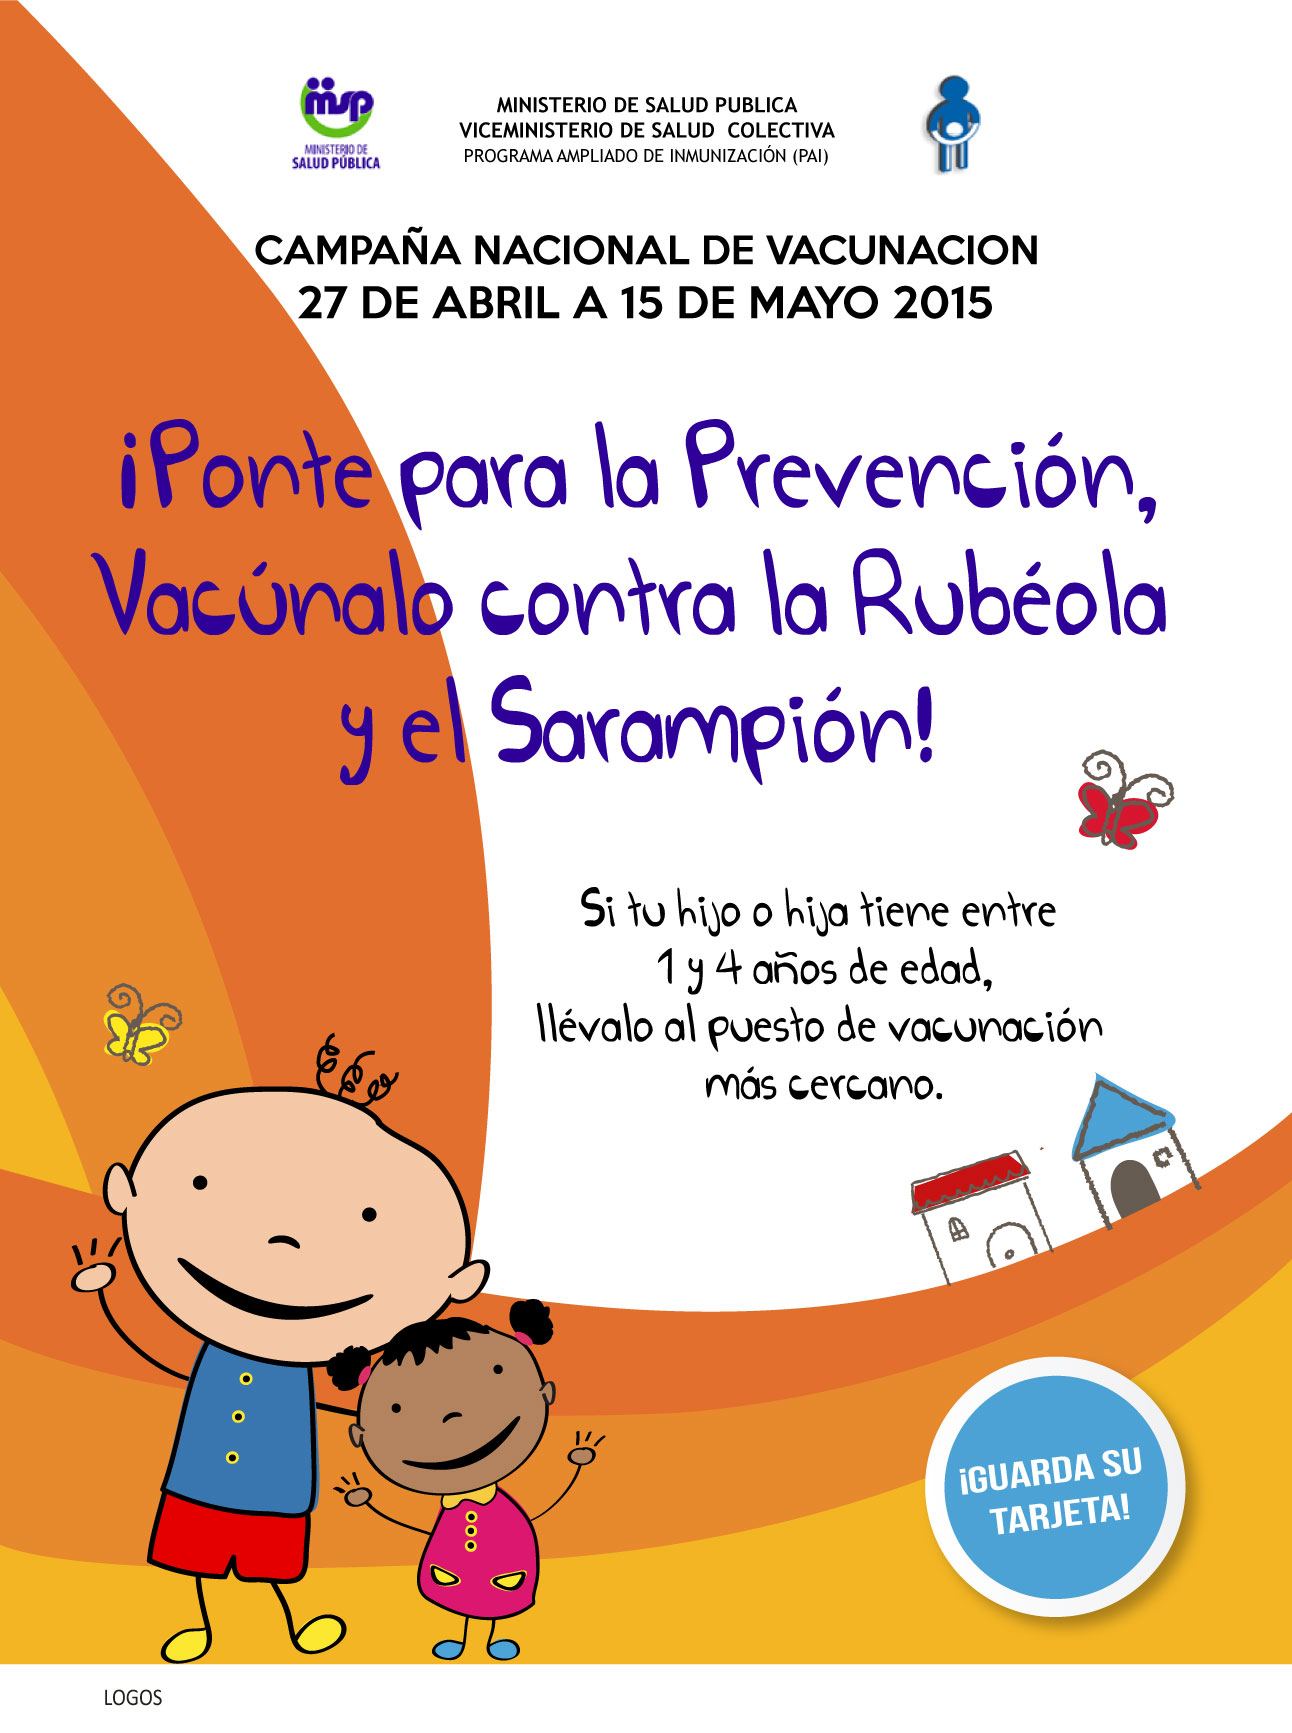 msp
MINISTERIO DE
SALUD PÚBLICA
MINISTERIO DE SALUD PUBLICA
VICEMINISTERIO DE SALUD COLECTIVA
PROGRAMA AMPLIADO DE INMUNIZACIÓN (PAI)
CAMPAÑA NACIONAL DE VACUNACION
27 DE ABRIL A 15 DE MAYO 2015
¡Ponte para la Prevención,
Vacúnalo contra la Rubéola
y el Sarampión!
Si tu hijo o hija tiene entre
1 y 4 años de edad,
llévalo al puesto de vacunación
más cercano.
¡GUARDA SU
TARJETA!
LOGOS